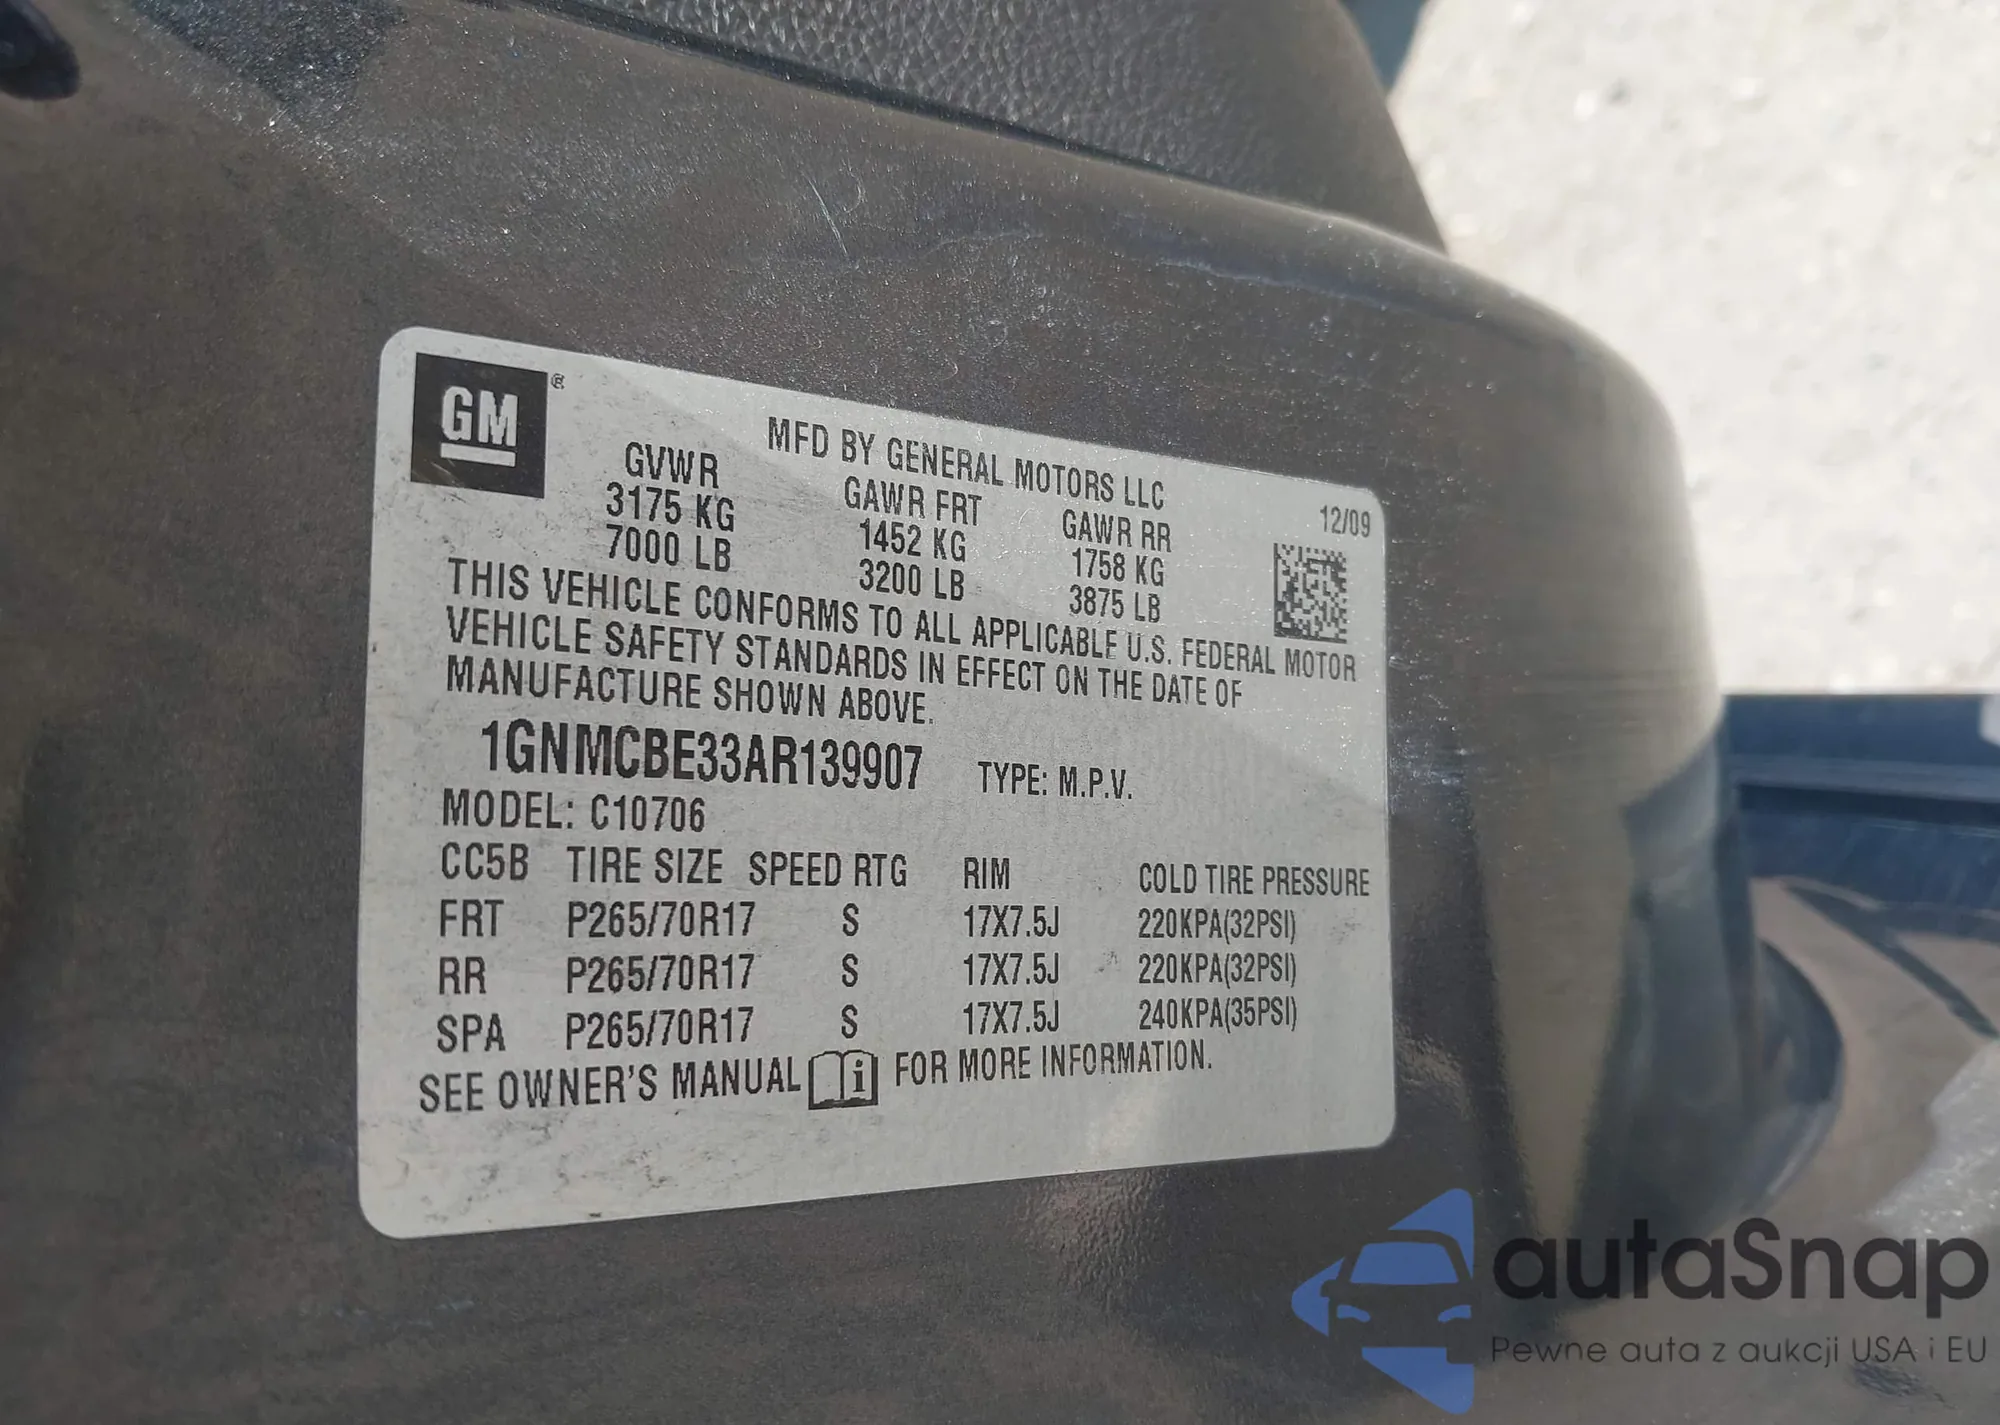 GM ®
MFD BY GENERAL MOTORS LLC
12/09
GVWR GAWR FRT GAWR RR
3175 KG 1452 KG 1758 KG
7000 LB 3200 LB 3875 LB
THIS VEHICLE CONFORMS TO ALL APPLICABLE U.S. FEDERAL MOTOR
VEHICLE SAFETY STANDARDS IN EFFECT ON THE DATE OF
MANUFACTURE SHOWN ABOVE.
1GNMCBE33AR139907 TYPE: M.P.V.
MODEL: C10706
CC5B TIRE SIZE SPEED RTG RIM COLD TIRE PRESSURE
FRT P265/70R17 S 17X7.5J 220KPA(32PSI)
RR P265/70R17 S 17X7.5J 220KPA(32PSI)
SPA P265/70R17 S 17X7.5J 240KPA(35PSI)
SEE OWNER'S MANUAL i FOR MORE INFORMATION.
autaSnap
Pewne auta z aukcji USA i EU